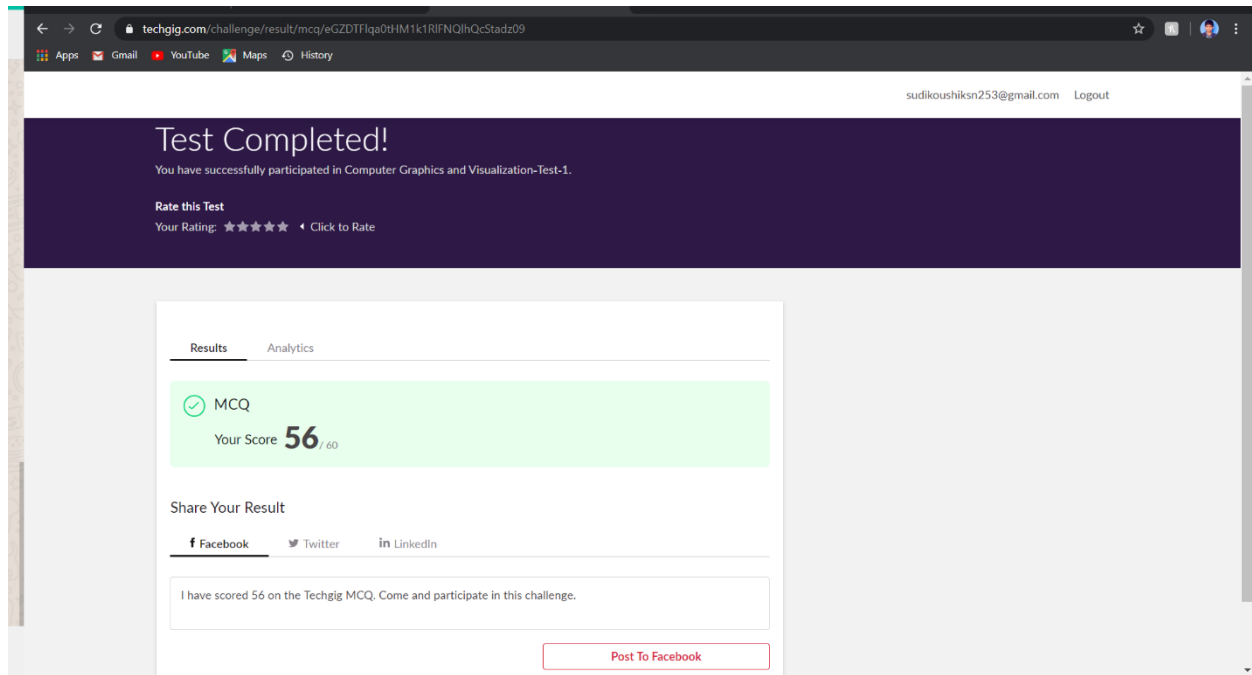 techgig.com/challenge/result/mcq/eGZDTFlqa0tHM1k1RlFNQlhQcStadz09
Apps Gmail YouTube Maps History
sudikoushiksn253@gmail.com Logout
Test Completed!
You have successfully participated in Computer Graphics and Visualization-Test-1.
Rate this Test
Your Rating: Click to Rate
Results Analytics
MCQ
Your Score 56 / 60
Share Your Result
Facebook Twitter in LinkedIn
I have scored 56 on the Techgig MCQ. Come and participate in this challenge.
Post To Facebook